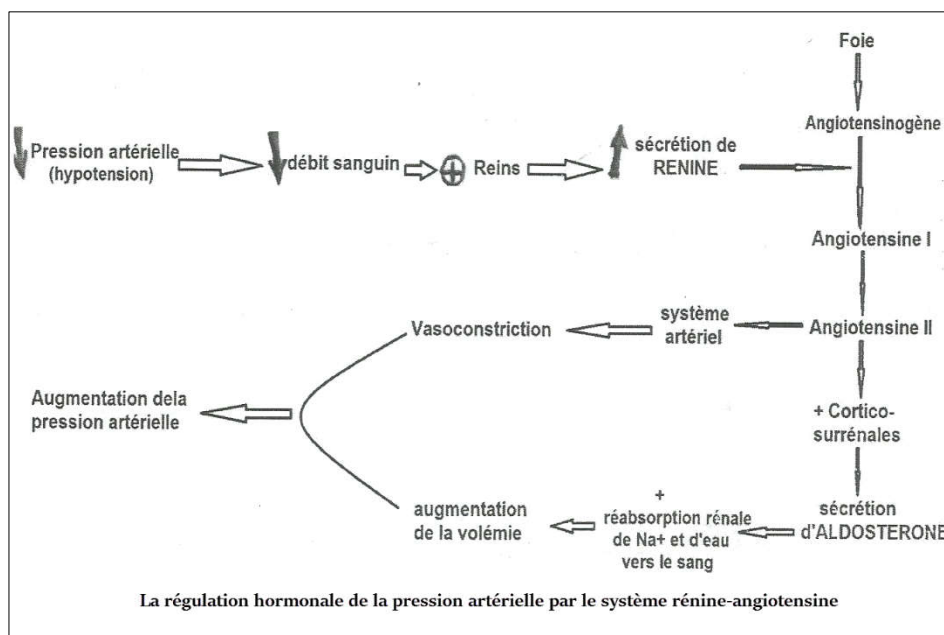 Foie
Angiotensinogène
Pression artérielle
(hypotension)
débit sanguin
+
Reins
sécrétion de
RENINE
Angiotensine I
Angiotensine II
système
artériel
Vasoconstriction
+ Cortico-
surrénales
sécrétion
d'ALDOSTERONE
+
réabsorption rénale
de Na+ et d'eau
vers le sang
augmentation
de la volémie
Augmentation dela
pression artérielle
La régulation hormonale de la pression artérielle par le système rénine-angiotensine